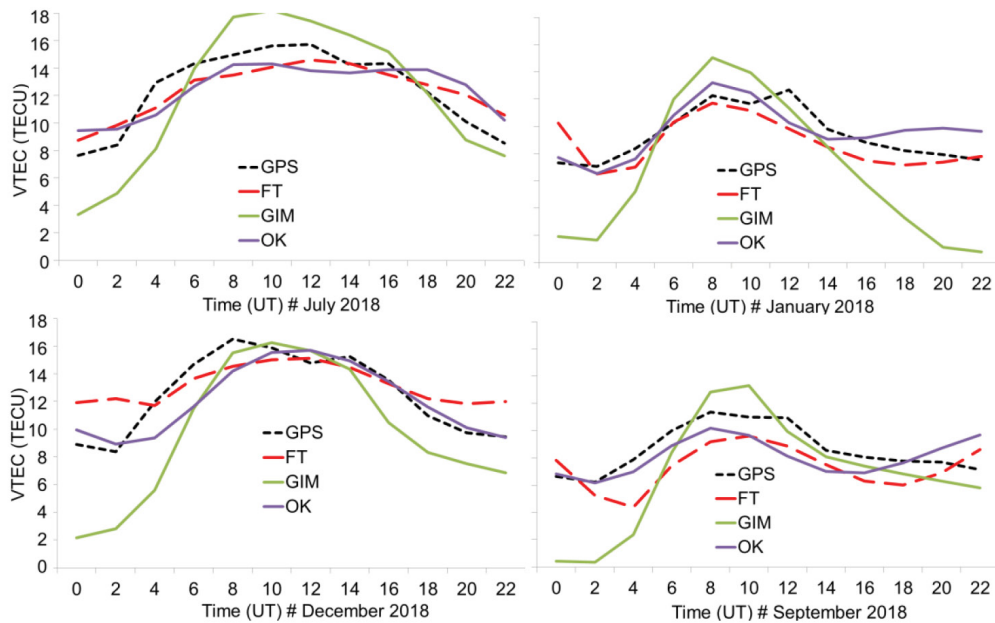 VTEC (TECU)
18
16
14
12
10
8
6
4
2
0
GPS
FT
GIM
OK
0 2 4 6 8 10 12 14 16 18 20 22
Time (UT) # July 2018
GPS
FT
GIM
OK
0 2 4 6 8 10 12 14 16 18 20 22
Time (UT) # January 2018
VTEC (TECU)
18
16
14
12
10
8
6
4
2
0
GPS
FT
GIM
OK
0 2 4 6 8 10 12 14 16 18 20 22
Time (UT) # December 2018
GPS
FT
GIM
OK
0 2 4 6 8 10 12 14 16 18 20 22
Time (UT) # September 2018